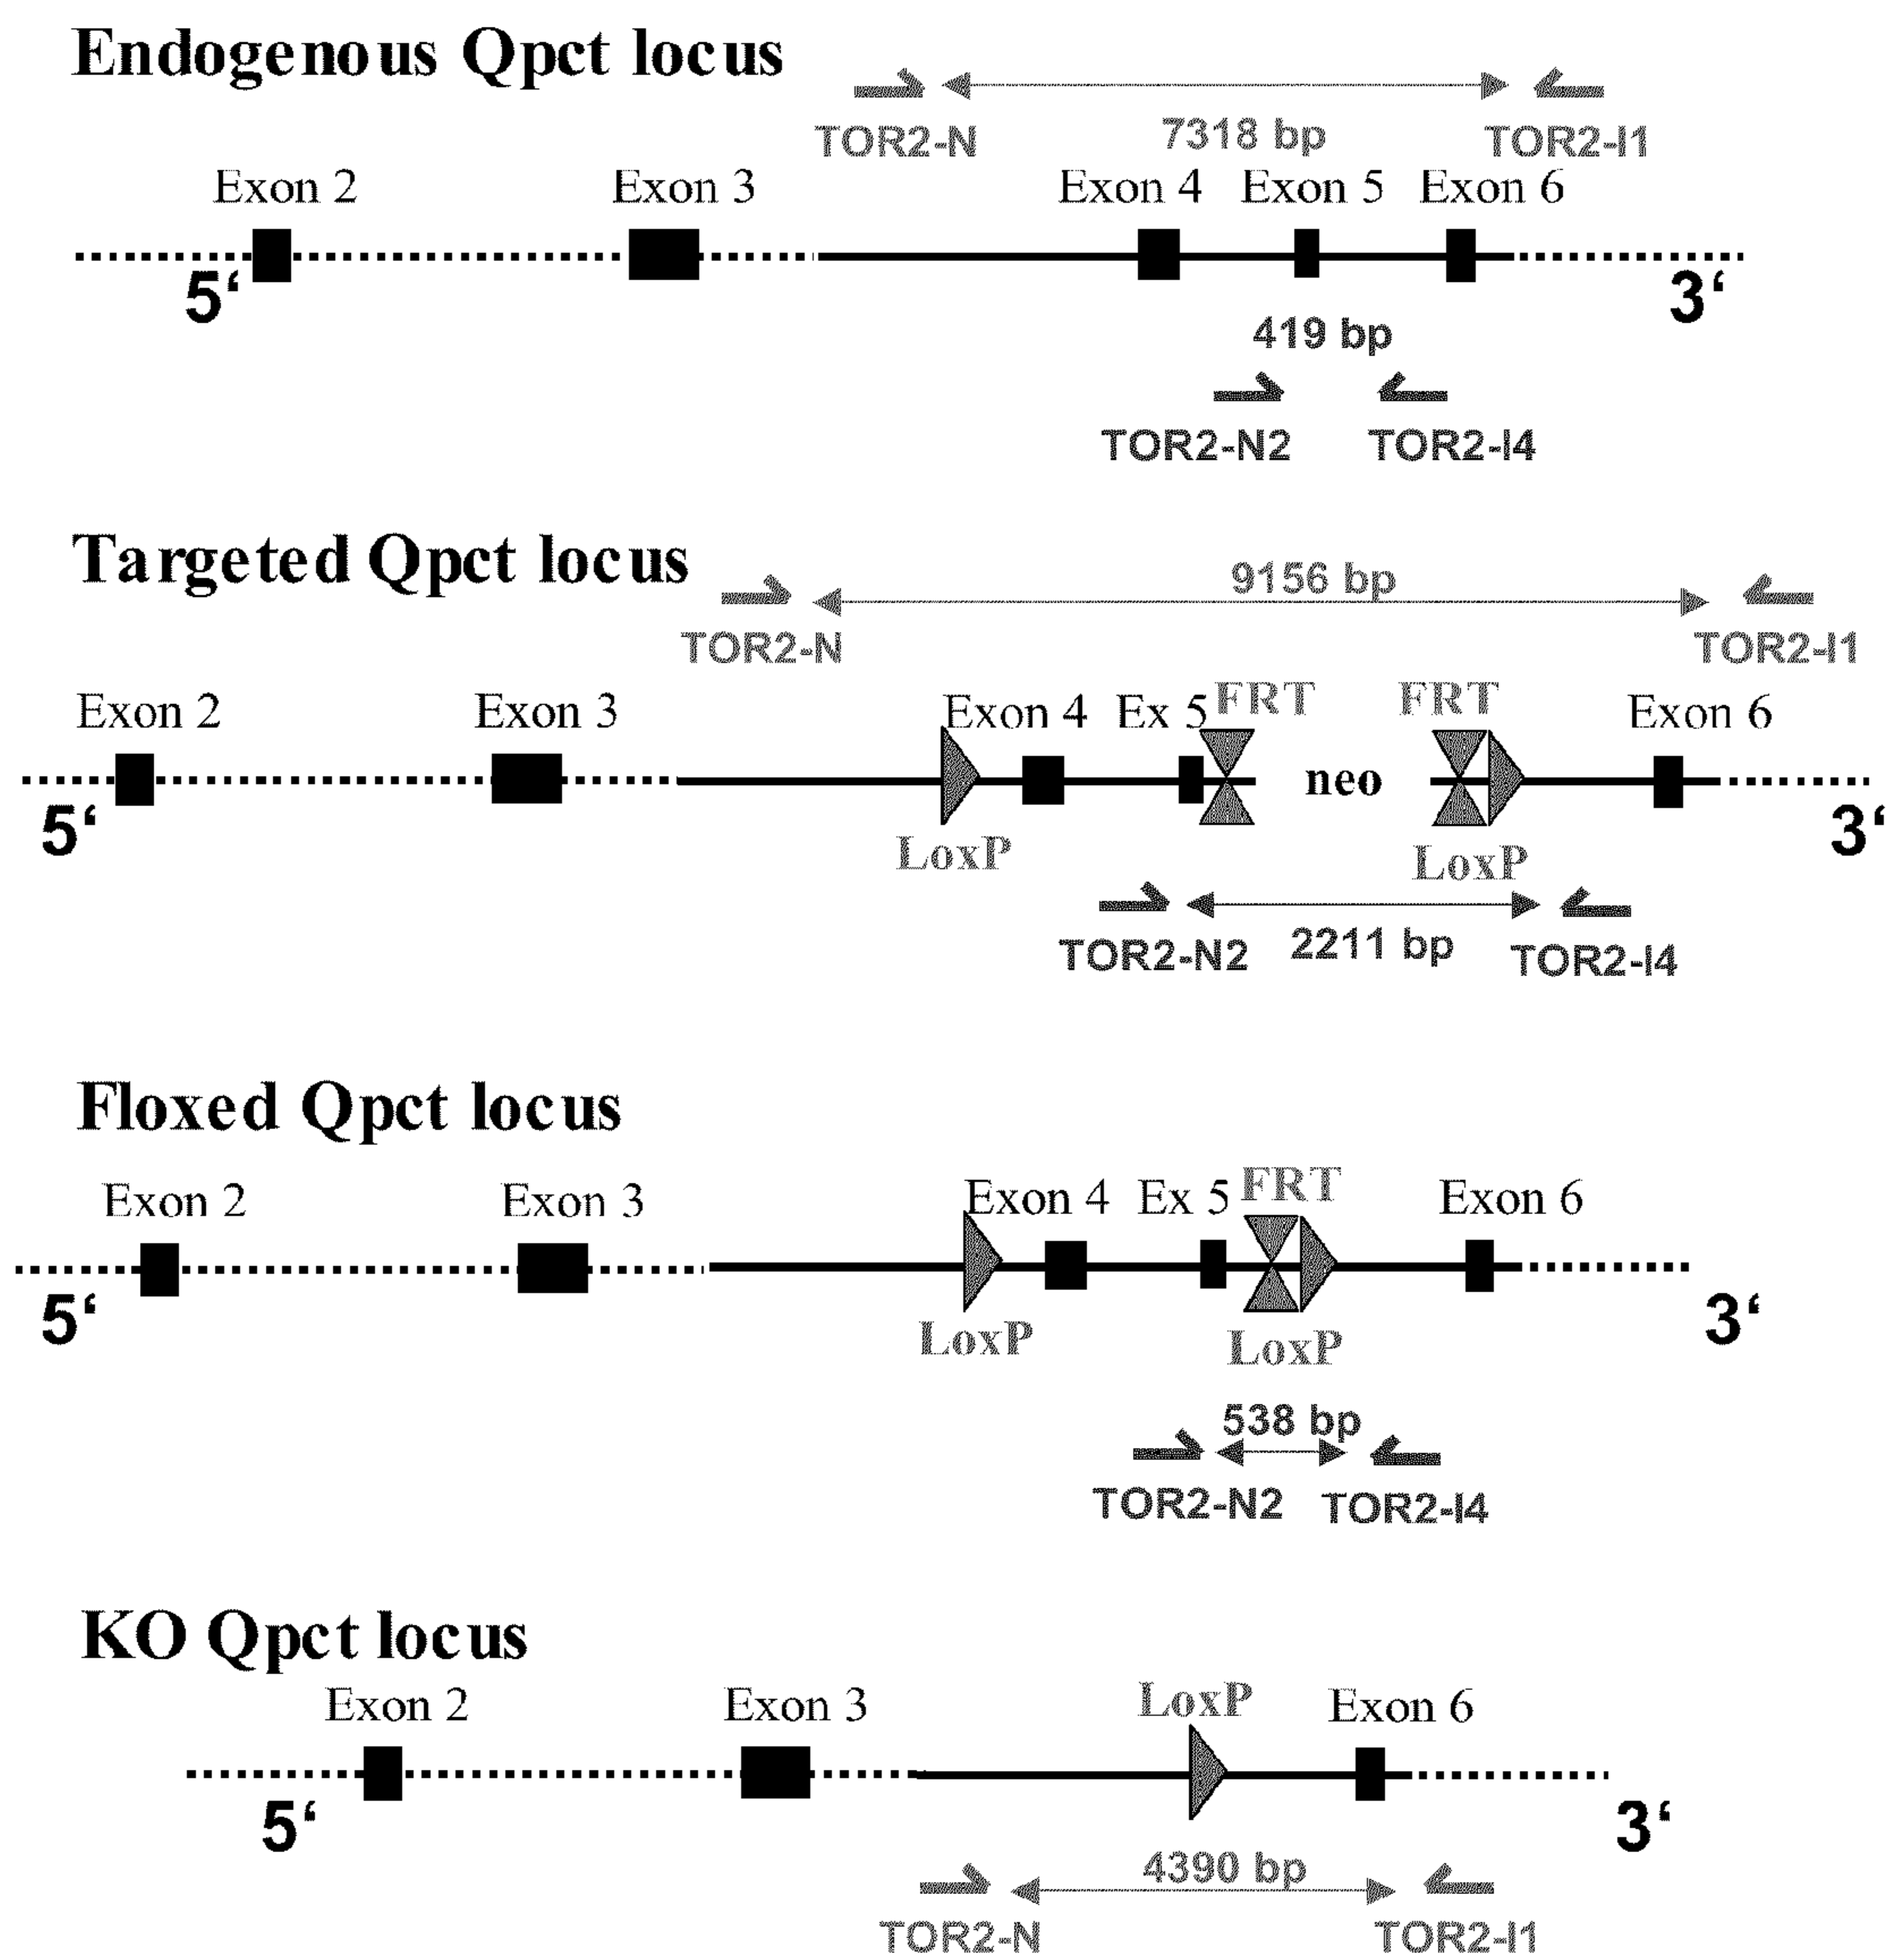 Endogenous Qpct locus
7318 bp
TOR2-N TOR2-I1
Exon 2 Exon 3 Exon 4 Exon 5 Exon 6
5‘ 3‘
419 bp
TOR2-N2 TOR2-I4
Targeted Qpct locus
9156 bp
TOR2-N TOR2-I1
Exon 2 Exon 3 Exon 4 Ex 5 FRT FRT Exon 6
neo
5‘ 3‘
LoxP LoxP
2211 bp
TOR2-N2 TOR2-I4
Floxed Qpct locus
Exon 2 Exon 3 Exon 4 Ex 5 FRT Exon 6
5‘ 3‘
LoxP LoxP
538 bp
TOR2-N2 TOR2-I4
KO Qpct locus
Exon 2 Exon 3 LoxP Exon 6
5‘ 3‘
4390 bp
TOR2-N TOR2-I1